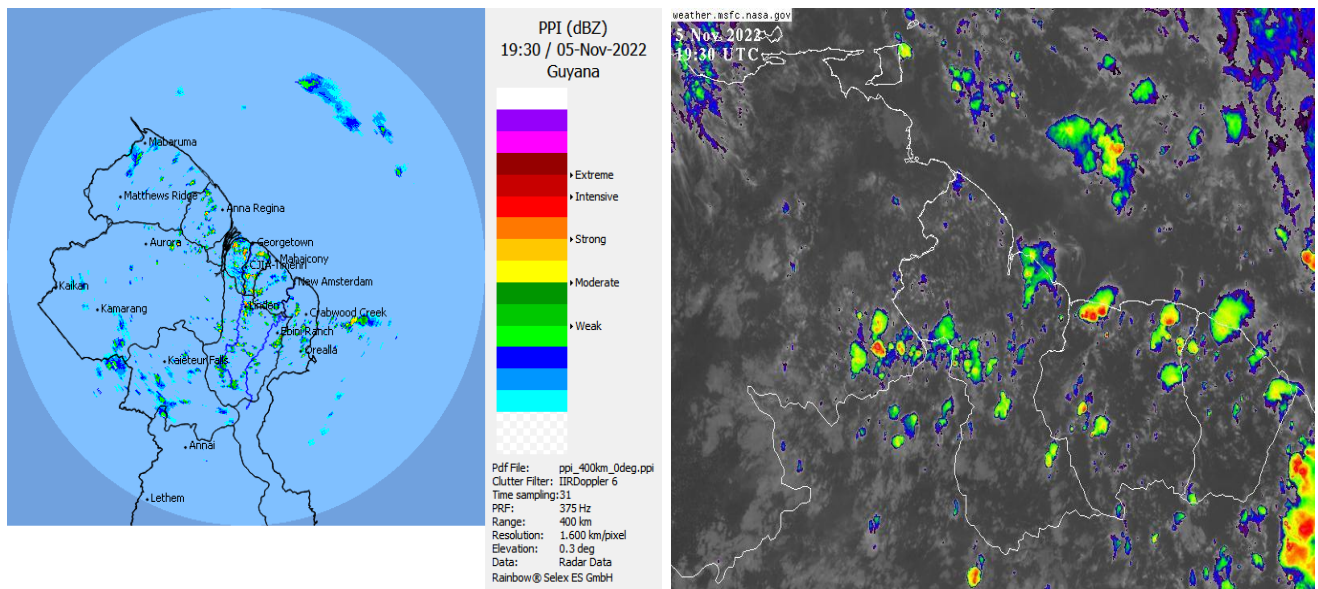 PPI (dBZ)
19:30 / 05-Nov-2022
Guyana
Extreme
Intensive
Strong
Moderate
Weak
Pdf File: ppi_400km_0deg.ppi
Clutter Filter: IIRDoppler 6
Time sampling:31
PRF: 375 Hz
Range: 400 km
Resolution: 1.600 km/pixel
Elevation: 0.3 deg
Data: Radar Data
Rainbow® Selex ES GmbH
Mabaruma
Matthews Ridge
Anna Regina
Aurora
Georgetown
Mahaicony
CJIA-Timehri
Kaikan
New Amsterdam
Kamarang
Linden
Crabwood Creek
Ebini Ranch
Orealla
Kaieteur Falls
Annai
Lethem
weather.msfc.nasa.gov
5 Nov 2022
19:30 UTC